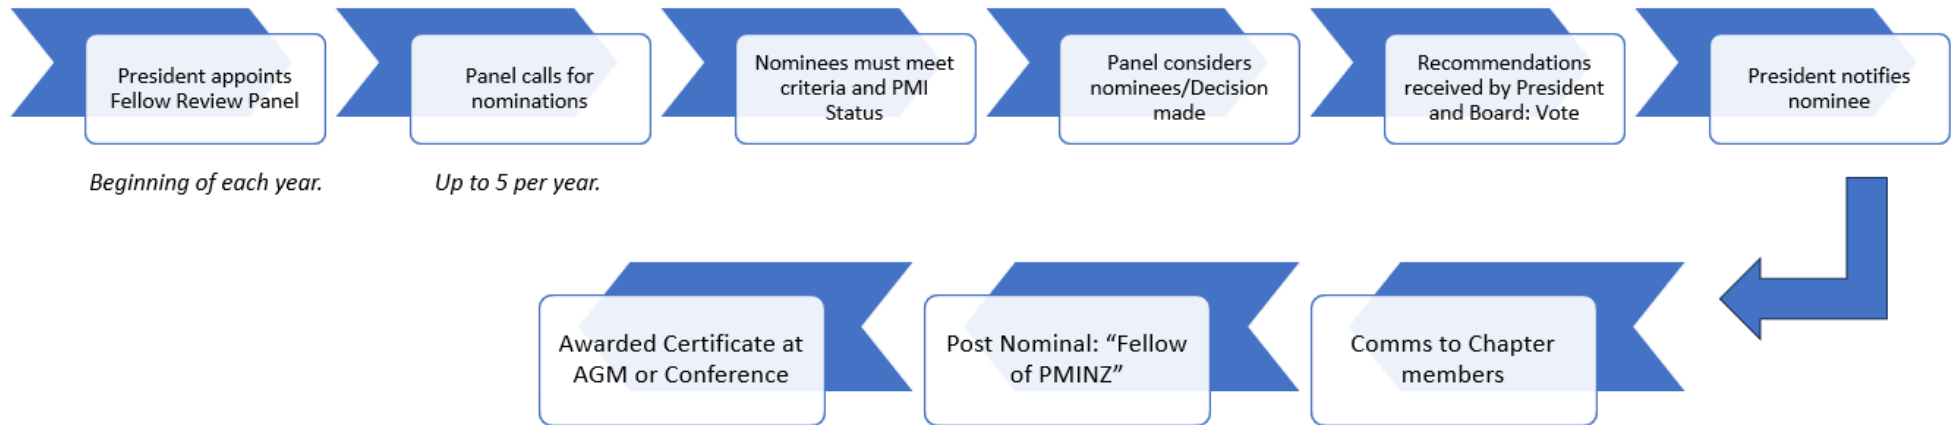 President appoints
Fellow Review Panel
Panel calls for
nominations
Nominees must meet
criteria and PMI
Status
Panel considers
nominees/Decision
made
Recommendations
received by President
and Board: Vote
President notifies
nominee
Beginning of each year.
Up to 5 per year.
Comms to Chapter
members
Post Nominal: “Fellow
of PMINZ”
Awarded Certificate at
AGM or Conference